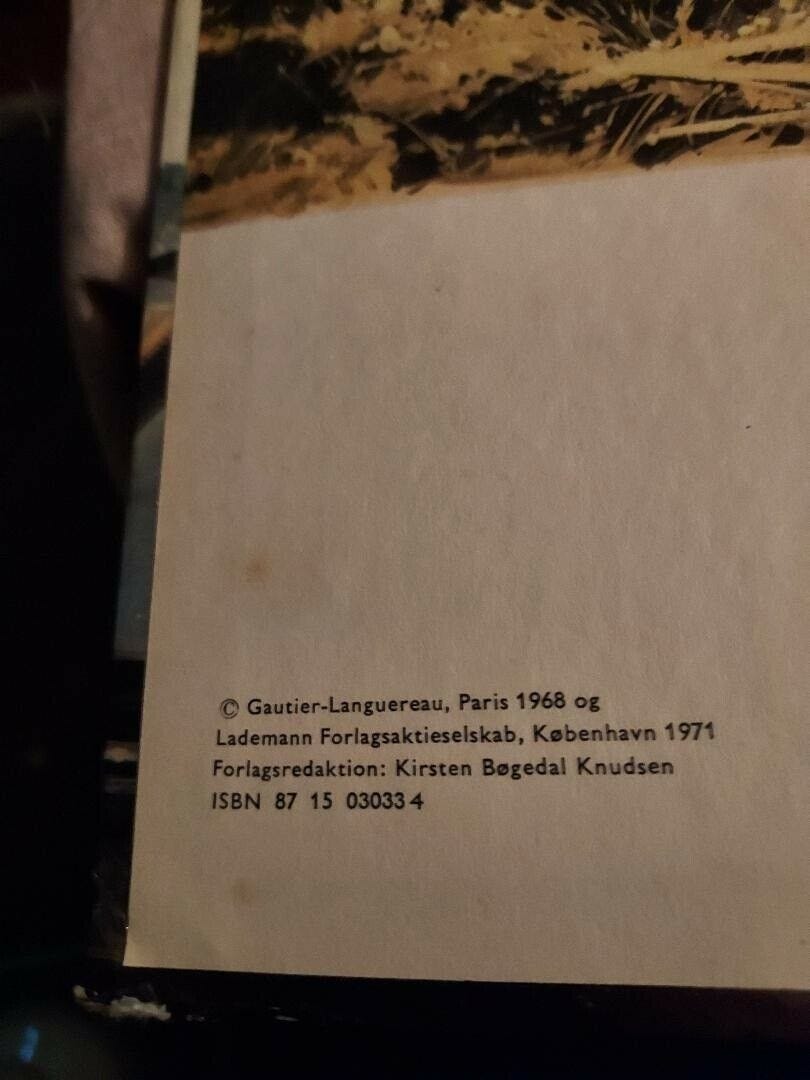 © Gautier-Languereau, Paris 1968 og
Lademann Forlagsaktieselskab, København 1971
Forlagsredaktion: Kirsten Bøgedal Knudsen
ISBN 87 15 03033 4